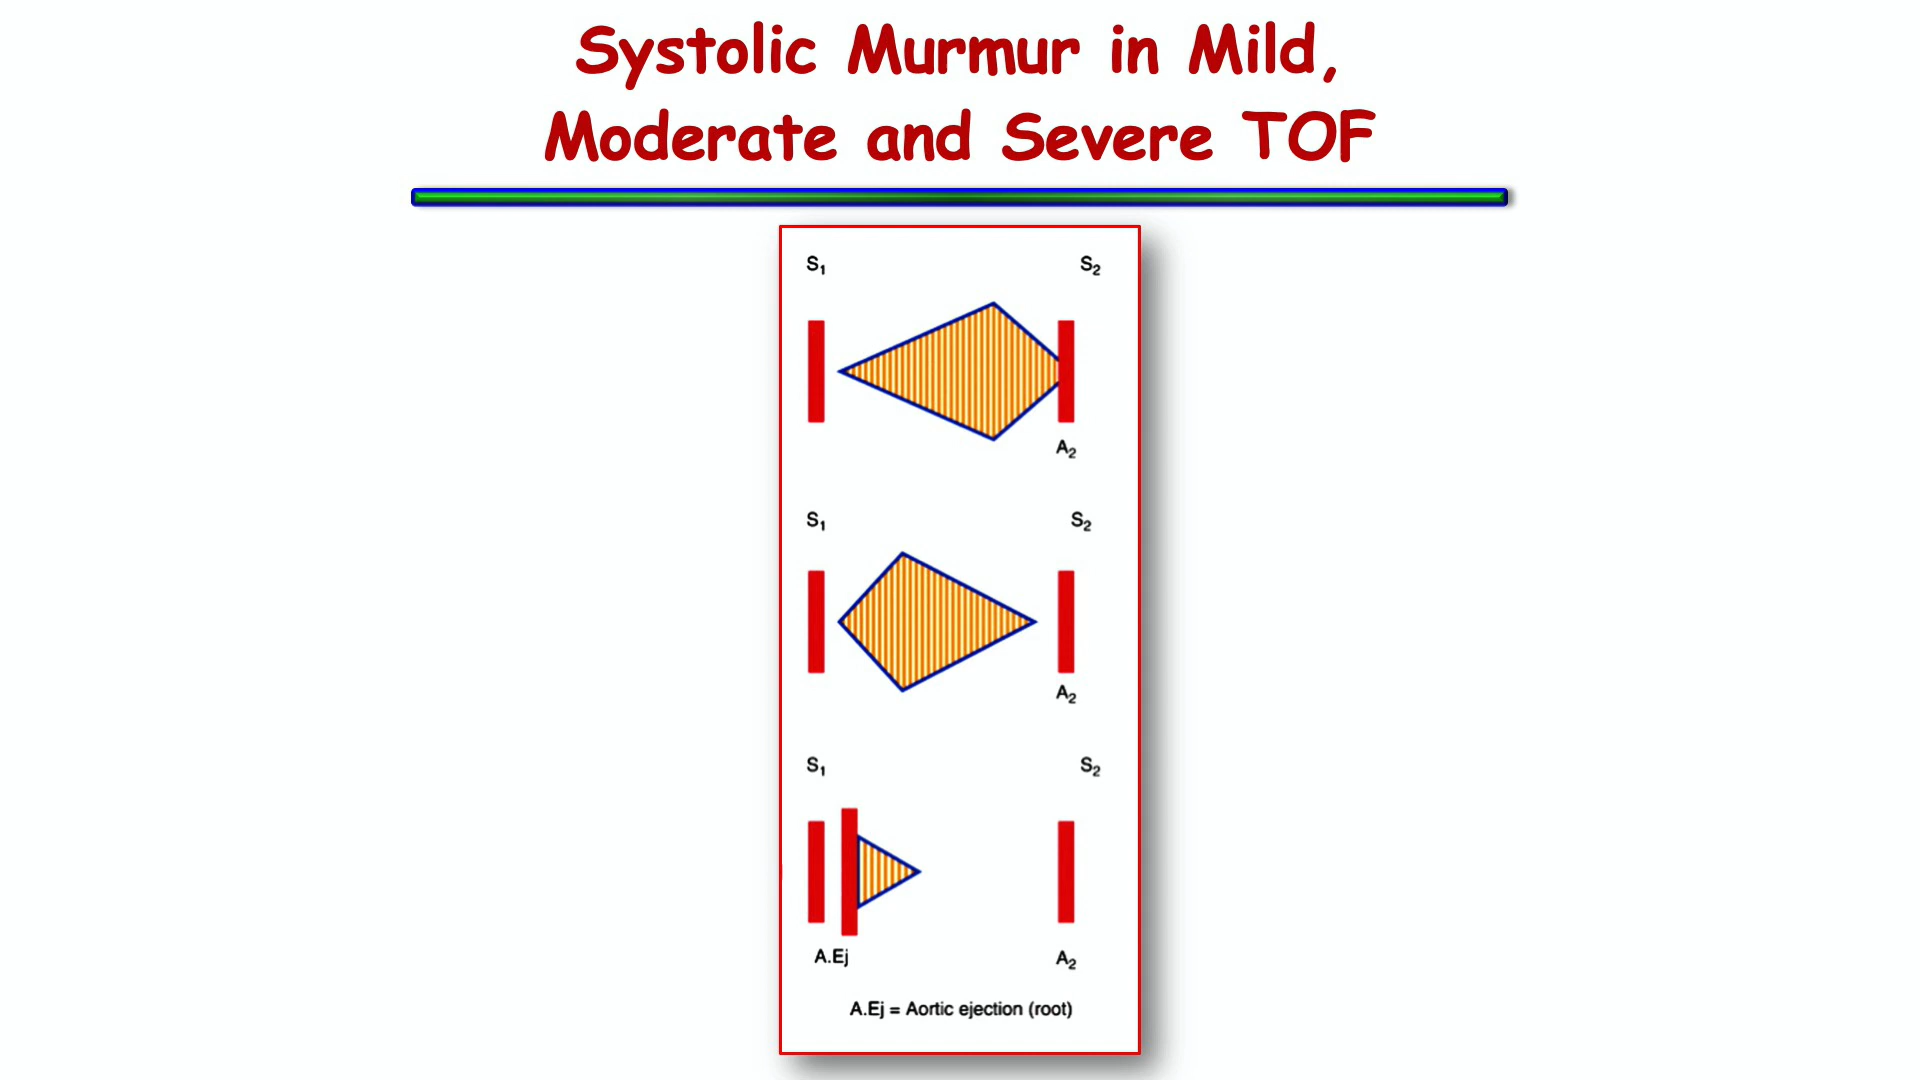 Systolic Murmur in Mild,
Moderate and Severe TOF
S₁ S₂
A₂
S₁ S₂
A₂
S₁ S₂
A.Ej A₂
A.Ej = Aortic ejection (root)